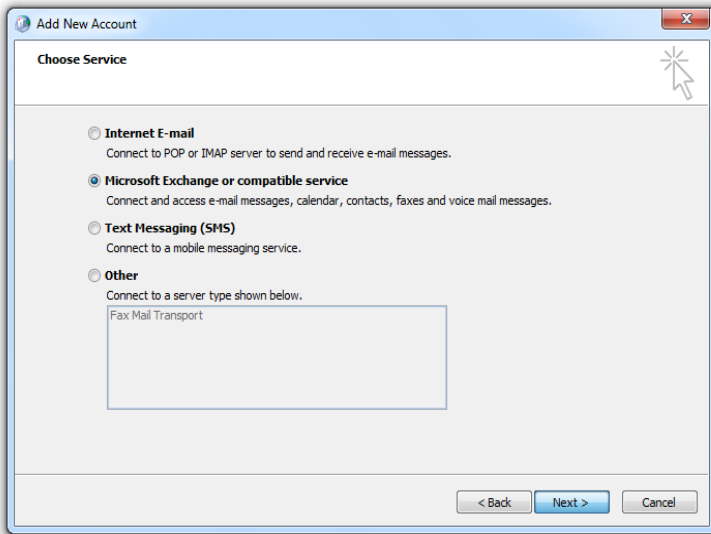 Add New Account
Choose Service
Internet E-mail
Connect to POP or IMAP server to send and receive e-mail messages.
Microsoft Exchange or compatible service
Connect and access e-mail messages, calendar, contacts, faxes and voice mail messages.
Text Messaging (SMS)
Connect to a mobile messaging service.
Other
Connect to a server type shown below.
Fax Mail Transport
< Back Next > Cancel